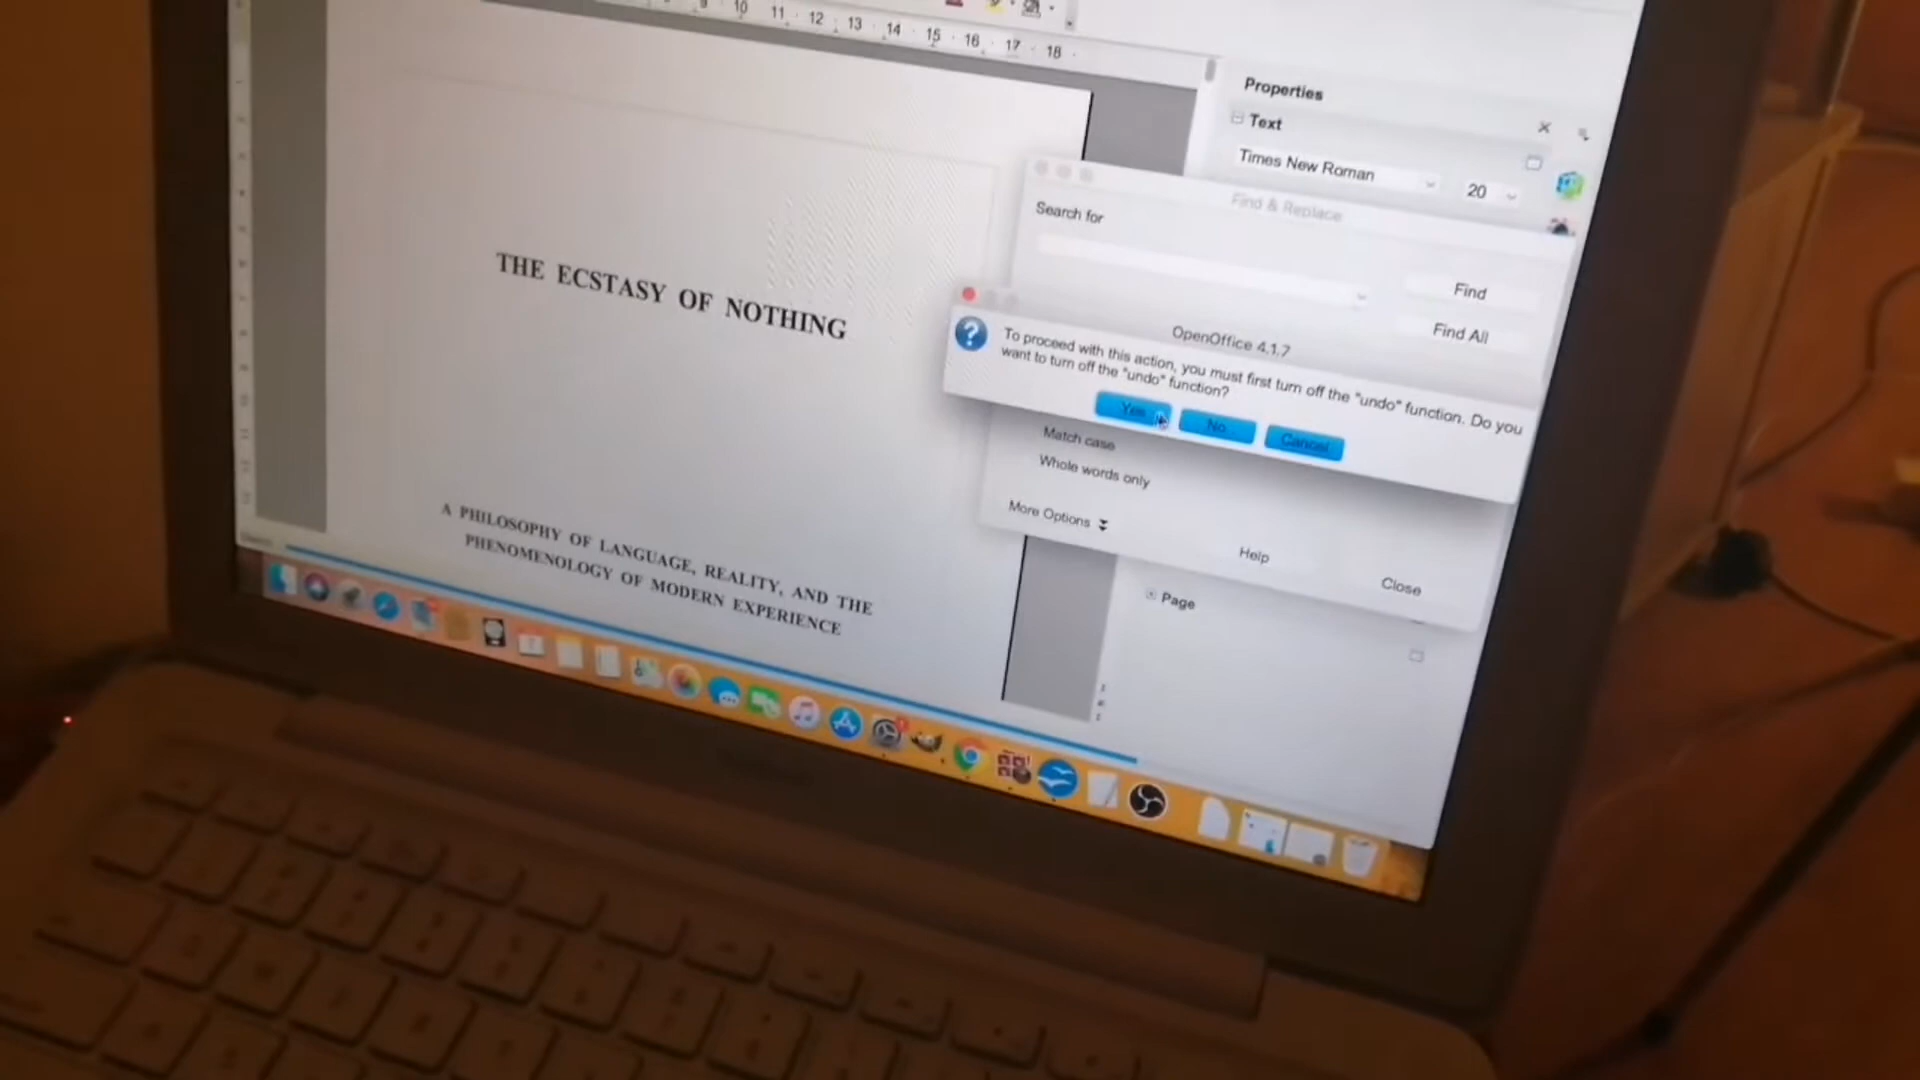 9 10 11 12 13 14 15 16 17 18
Properties
Text
Times New Roman
20
Find & Replace
Search for
Find
Find All
OpenOffice 4.1.7
To proceed with this action, you must first turn off the "undo" function. Do you
want to turn off the "undo" function?
Yes
No
Cancel
Match case
Whole words only
More Options
Help
Close
Page
THE ECSTASY OF NOTHING
A PHILOSOPHY OF LANGUAGE, REALITY, AND THE
PHENOMENOLOGY OF MODERN EXPERIENCE